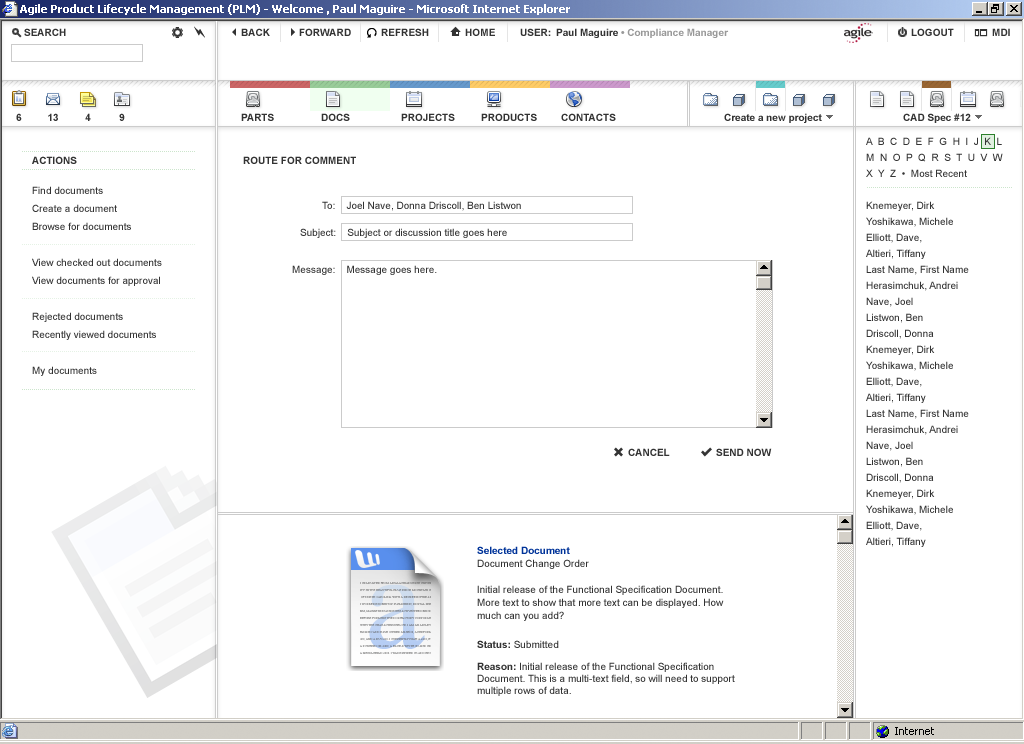 Agile Product Lifecycle Management (PLM) - Welcome , Paul Maguire - Microsoft Internet Explorer
SEARCH
BACK
FORWARD
REFRESH
HOME
USER: Paul Maguire • Compliance Manager
agile
LOGOUT
MDI
6
13
4
9
PARTS
DOCS
PROJECTS
PRODUCTS
CONTACTS
Create a new project
CAD Spec #12
ACTIONS
Find documents
Create a document
Browse for documents
View checked out documents
View documents for approval
Rejected documents
Recently viewed documents
My documents
ROUTE FOR COMMENT
To: Joel Nave, Donna Driscoll, Ben Listwon
Subject: Subject or discussion title goes here
Message: Message goes here.
CANCEL
SEND NOW
Selected Document
Document Change Order
Initial release of the Functional Specification Document.
More text to show that more text can be displayed. How
much can you add?
Status: Submitted
Reason: Initial release of the Functional Specification
Document. This is a multi-text field, so will need to support
multiple rows of data.
A B C D E F G H I J K L
M N O P Q R S T U V W
X Y Z • Most Recent
Knemeyer, Dirk
Yoshikawa, Michele
Elliott, Dave,
Altieri, Tiffany
Last Name, First Name
Herasimchuk, Andrei
Nave, Joel
Listwon, Ben
Driscoll, Donna
Knemeyer, Dirk
Yoshikawa, Michele
Elliott, Dave,
Altieri, Tiffany
Last Name, First Name
Herasimchuk, Andrei
Nave, Joel
Listwon, Ben
Driscoll, Donna
Knemeyer, Dirk
Yoshikawa, Michele
Elliott, Dave,
Altieri, Tiffany
Internet